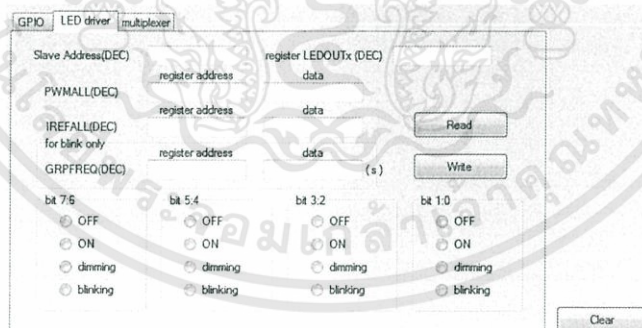 GPIO LED driver multiplexer
Slave Address(DEC) register LEDOUTx (DEC)
register address data
PWMALL(DEC)
register address data
IREFALL(DEC)
for blink only
Read
register address data
GRPFREQ(DEC) (s)
Write
bit 7:6 bit 5:4 bit 3:2 bit 1:0
OFF OFF OFF OFF
ON ON ON ON
dimming dimming dimming dimming
blinking blinking blinking blinking
Clear